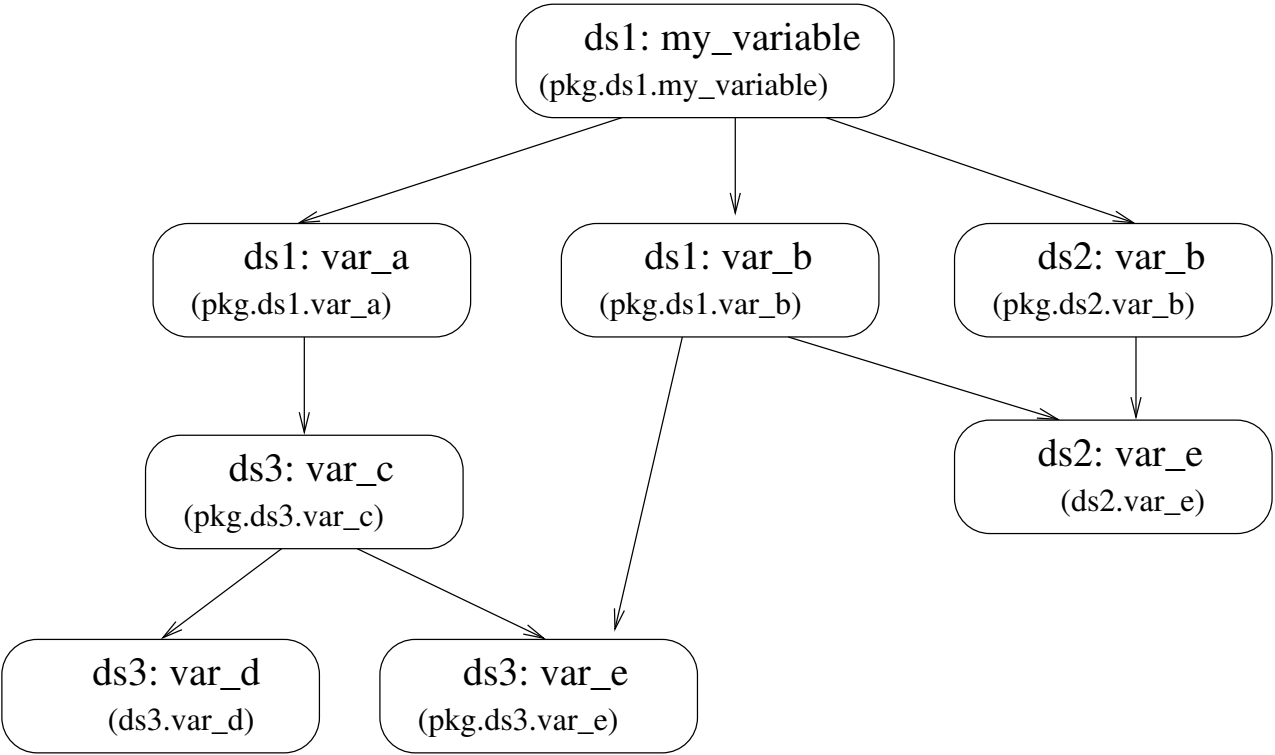 ds1: my_variable
(pkg.ds1.my_variable)
ds1: var_a
(pkg.ds1.var_a)
ds1: var_b
(pkg.ds1.var_b)
ds2: var_b
(pkg.ds2.var_b)
ds3: var_c
(pkg.ds3.var_c)
ds2: var_e
(ds2.var_e)
ds3: var_d
(ds3.var_d)
ds3: var_e
(pkg.ds3.var_e)